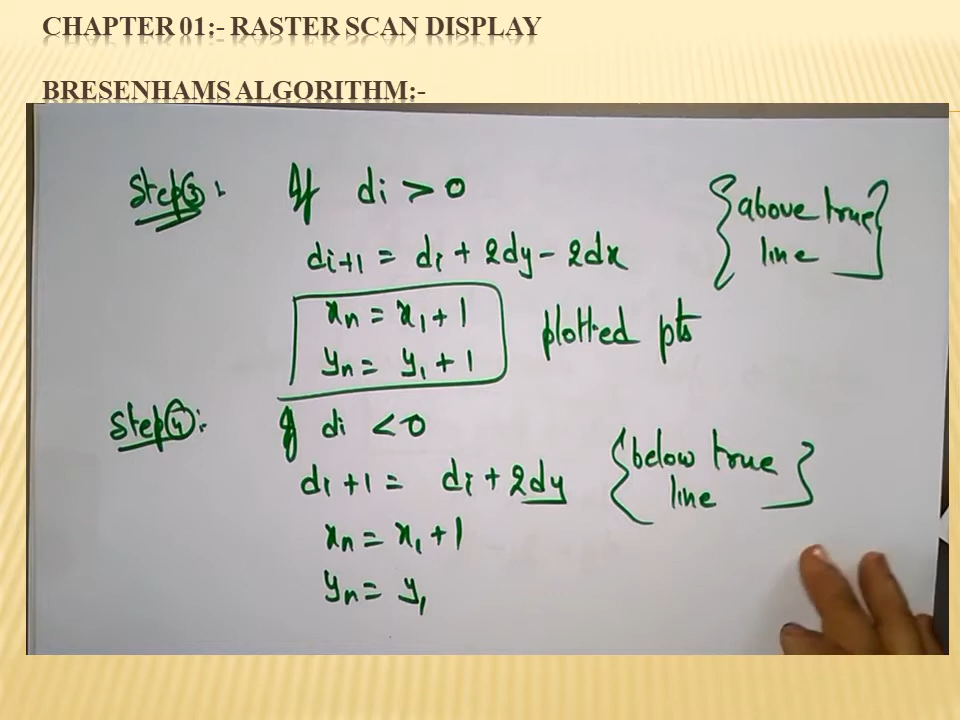 CHAPTER 01:- RASTER SCAN DISPLAY
BRESENHAMS ALGORITHM:-
Step③: If di > 0
{above true line}
di+1 = di + 2dy - 2dx
xn = x1 + 1
yn = y1 + 1
plotted pts
Step④: If di < 0
di+1 = di + 2dy
{below true line}
xn = x1 + 1
yn = y1